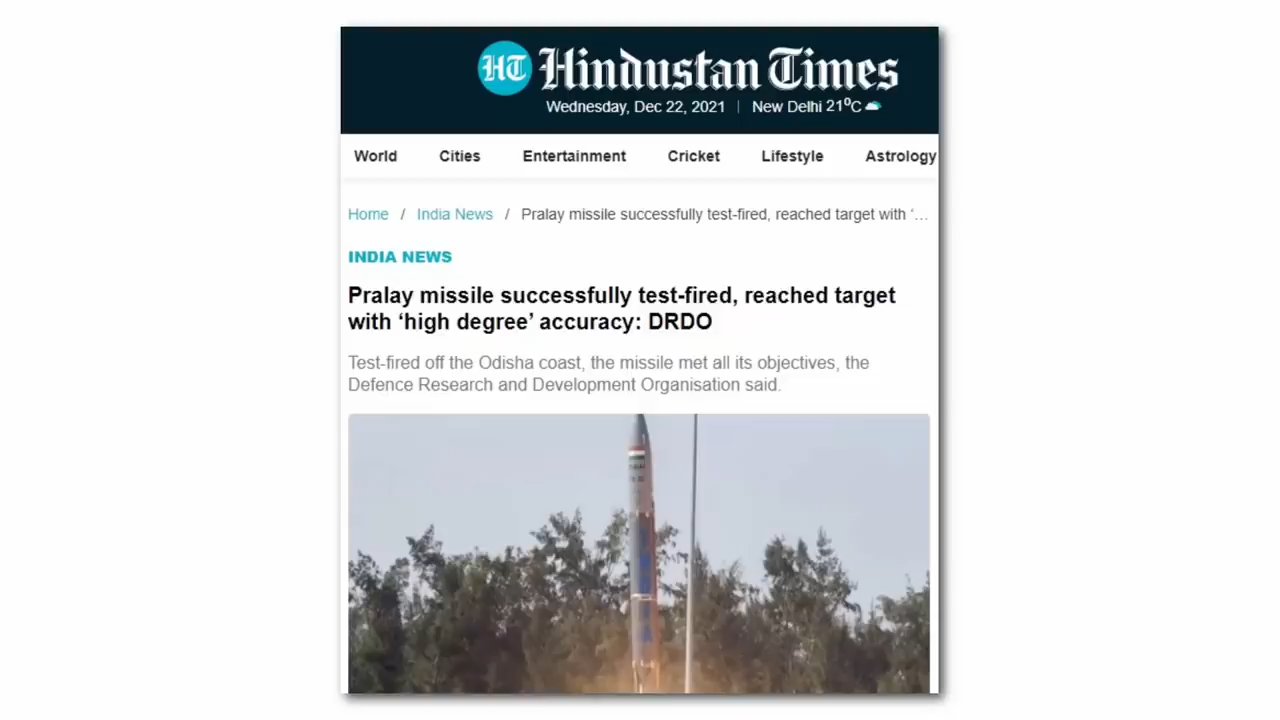 HT Hindustan Times
Wednesday, Dec 22, 2021 | New Delhi 21⁰C
World Cities Entertainment Cricket Lifestyle Astrology
Home / India News / Pralay missile successfully test-fired, reached target with ‘...
INDIA NEWS
Pralay missile successfully test-fired, reached target
with ‘high degree’ accuracy: DRDO
Test-fired off the Odisha coast, the missile met all its objectives, the
Defence Research and Development Organisation said.